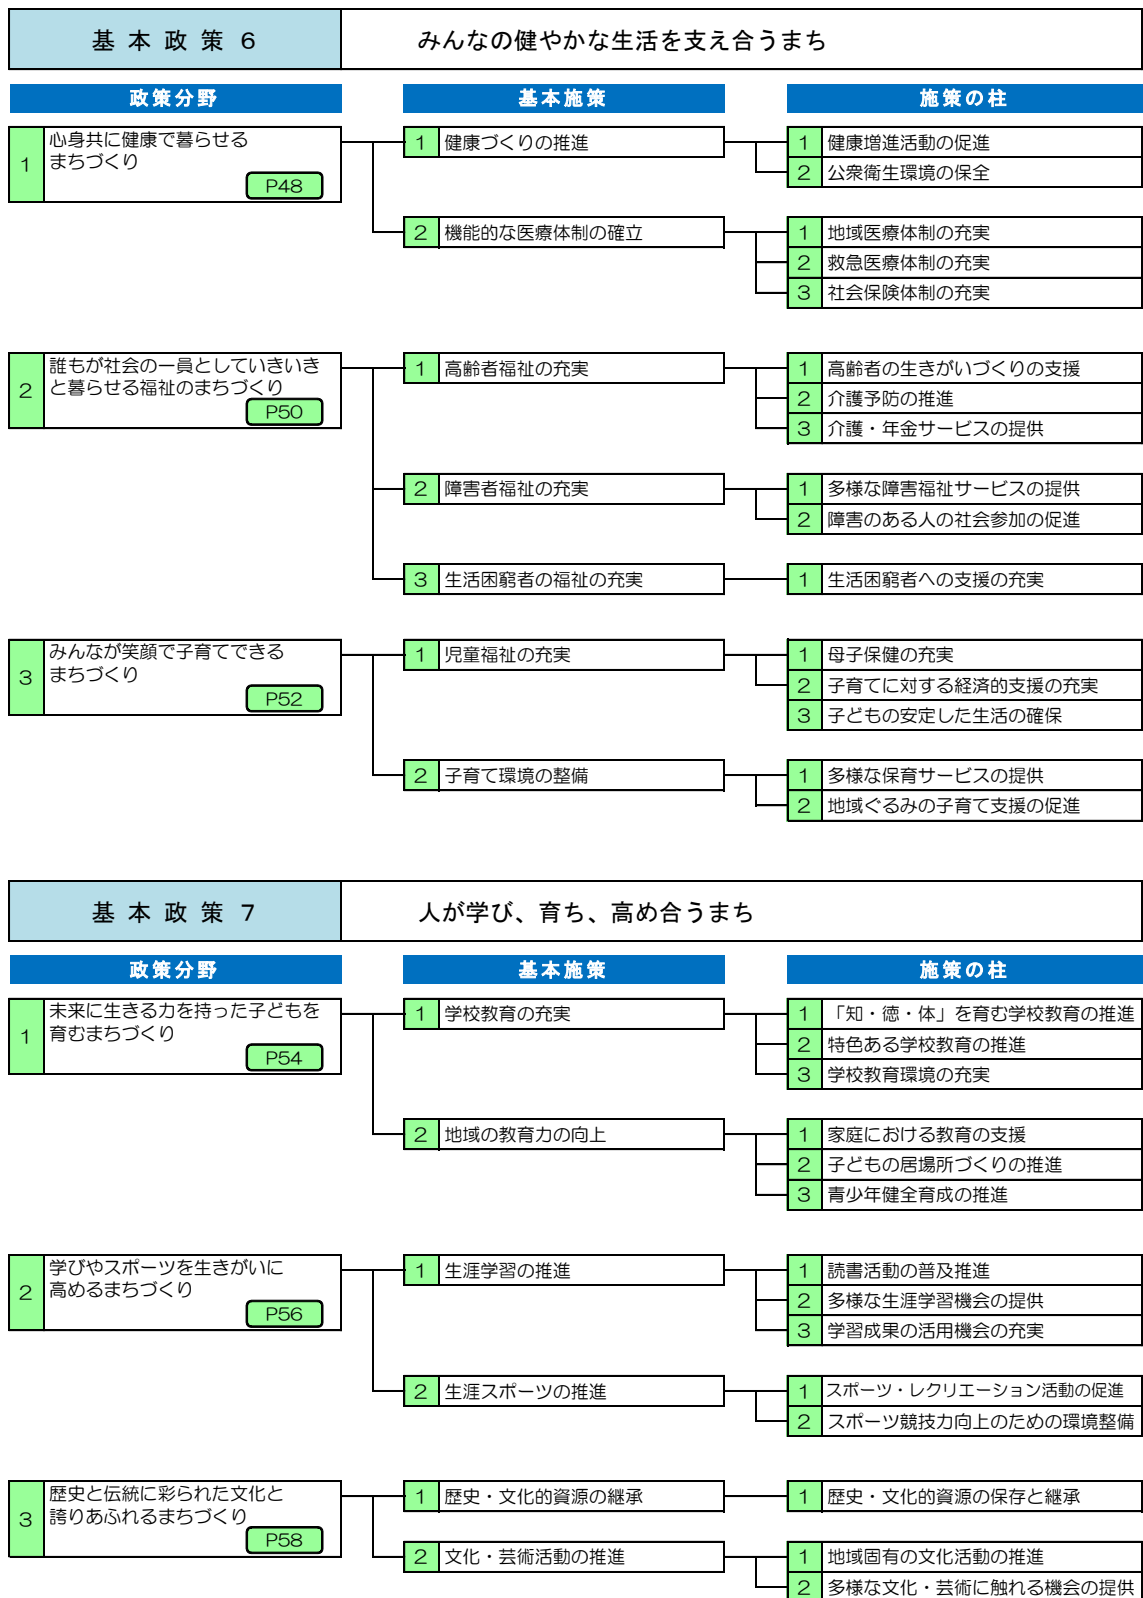 基本政策６ みんなの健やかな生活を支え合うまち
政策分野 基本施策 施策の柱
1 心身共に健康で暮らせる
まちづくり
P48
1 健康づくりの推進
1 健康増進活動の促進
2 公衆衛生環境の保全
2 機能的な医療体制の確立
1 地域医療体制の充実
2 救急医療体制の充実
3 社会保険体制の充実
2 誰もが社会の一員としていきいき
と暮らせる福祉のまちづくり
P50
1 高齢者福祉の充実
1 高齢者の生きがいづくりの支援
2 介護予防の推進
3 介護・年金サービスの提供
2 障害者福祉の充実
1 多様な障害福祉サービスの提供
2 障害のある人の社会参加の促進
3 生活困窮者の福祉の充実
1 生活困窮者への支援の充実
3 みんなが笑顔で子育てできる
まちづくり
P52
1 児童福祉の充実
1 母子保健の充実
2 子育てに対する経済的支援の充実
3 子どもの安定した生活の確保
2 子育て環境の整備
1 多様な保育サービスの提供
2 地域ぐるみの子育て支援の促進
基本政策７ 人が学び、育ち、高め合うまち
政策分野 基本施策 施策の柱
1 未来に生きる力を持った子どもを
育むまちづくり
P54
1 学校教育の充実
1 「知・徳・体」を育む学校教育の推進
2 特色ある学校教育の推進
3 学校教育環境の充実
2 地域の教育力の向上
1 家庭における教育の支援
2 子どもの居場所づくりの推進
3 青少年健全育成の推進
2 学びやスポーツを生きがいに
高めるまちづくり
P56
1 生涯学習の推進
1 読書活動の普及推進
2 多様な生涯学習機会の提供
3 学習成果の活用機会の充実
2 生涯スポーツの推進
1 スポーツ・レクリエーション活動の促進
2 スポーツ競技力向上のための環境整備
3 歴史と伝統に彩られた文化と
誇りあふれるまちづくり
P58
1 歴史・文化的資源の継承
1 歴史・文化的資源の保存と継承
2 文化・芸術活動の推進
1 地域固有の文化活動の推進
2 多様な文化・芸術に触れる機会の提供